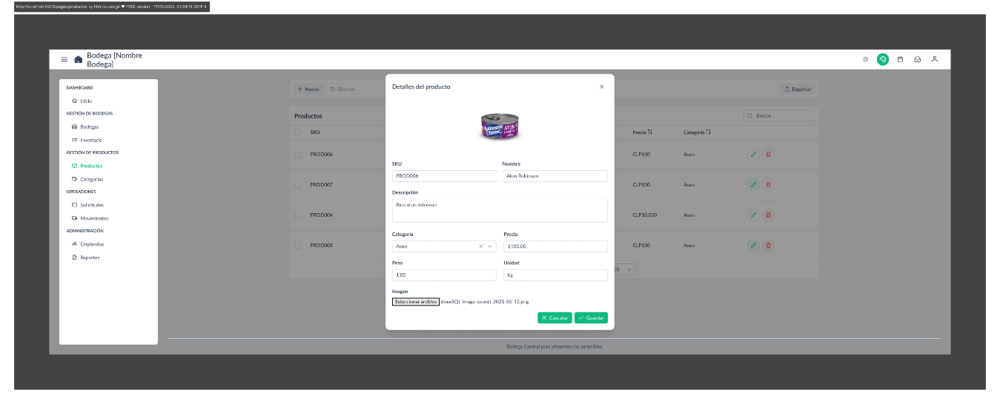 http://localhost:4200/pages/productos by html.to.design ❤ FREE version - 11/06/2025, 23:04:18 GMT-4
Bodega [Nombre
Bodega]
DASHBOARD
Inicio
GESTIÓN DE BODEGAS
Bodegas
Inventario
GESTIÓN DE PRODUCTOS
Productos
Categorías
OPERACIONES
Solicitudes
Movimientos
ADMINISTRACIÓN
Empleados
Reportes
Nuevo Eliminar
Exportar
Productos
Buscar...
SKU Precio Categoría
PROD006 CLP100 Aseo
PROD007 CLP100 Aseo
PROD004 CLP30,000 Aseo
PROD005 CLP100 Aseo
10
Detalles del producto
Robinson
Crusoe ATUN
SKU Nombre
PROD006 Atun Robinson
Descripción
Rico atun robinson
Categoría Precio
Aseo $100,00
Peso Unidad
1,00 kg
Imagen
Seleccionar archivo drawSQL-image-export-2025-05-12.png
Cancelar Guardar
Bodega Central para alimentos no perecibles